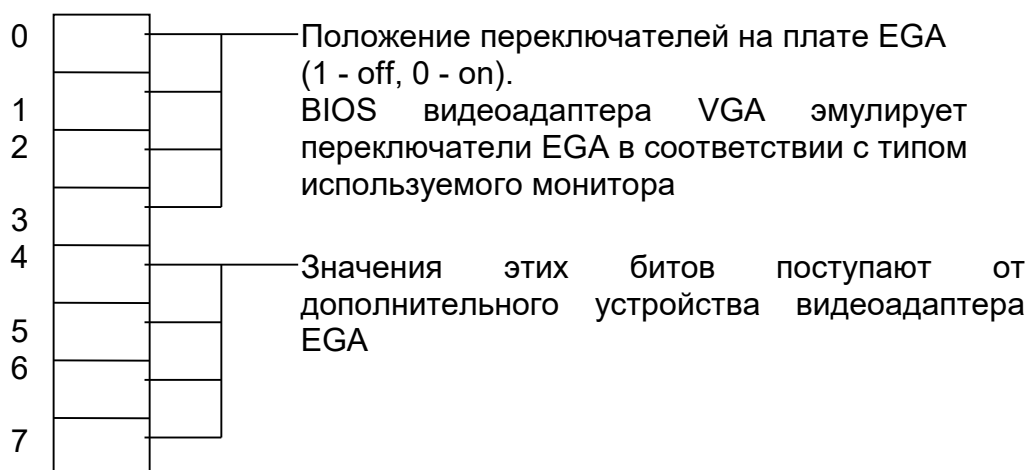 0
Положение переключателей на плате EGA
(1 - off, 0 - on).
1
BIOS видеоадаптера VGA эмулирует
2
переключатели EGA в соответствии с типом
используемого монитора
3
4
Значения этих битов поступают от
дополнительного устройства видеоадаптера
5
EGA
6
7